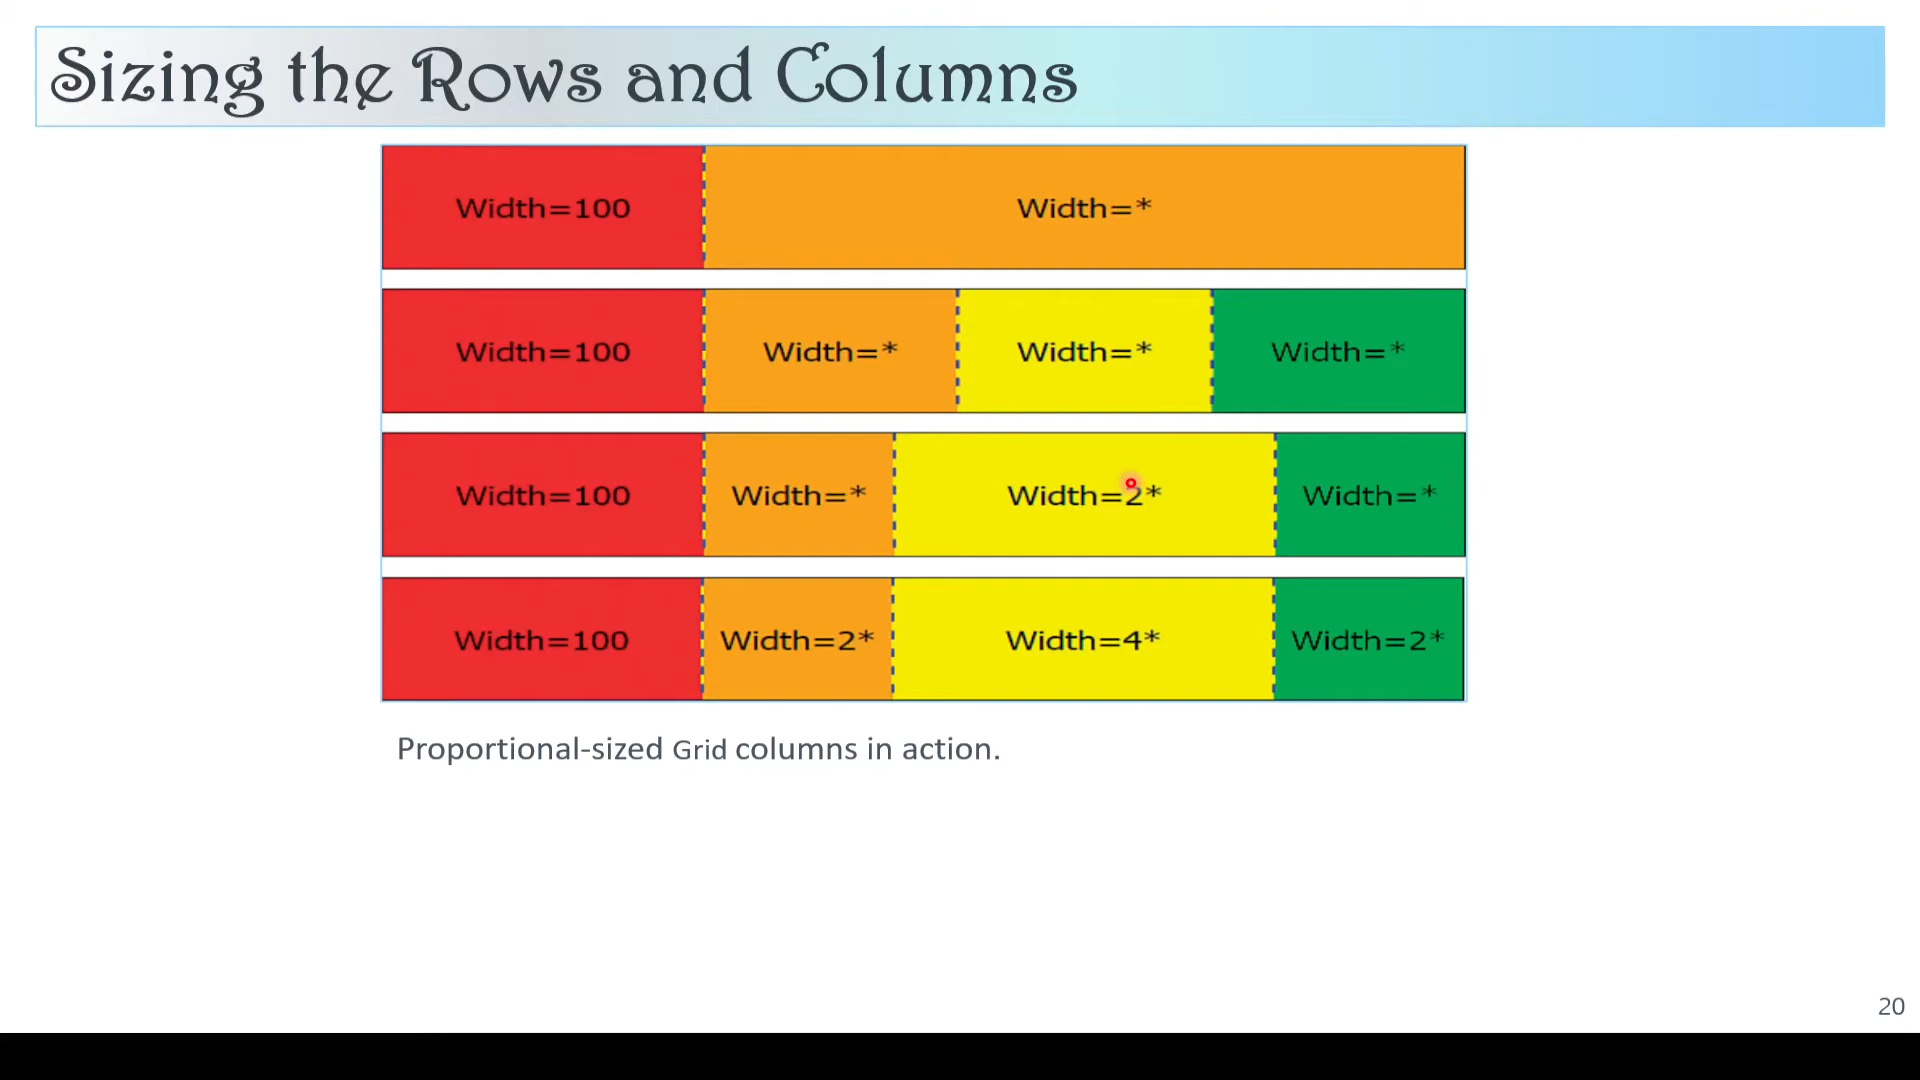 Sizing the Rows and Columns
Width=100 Width=*
Width=100 Width=* Width=* Width=*
Width=100 Width=* Width=2* Width=*
Width=100 Width=2* Width=4* Width=2*
Proportional-sized Grid columns in action.
20